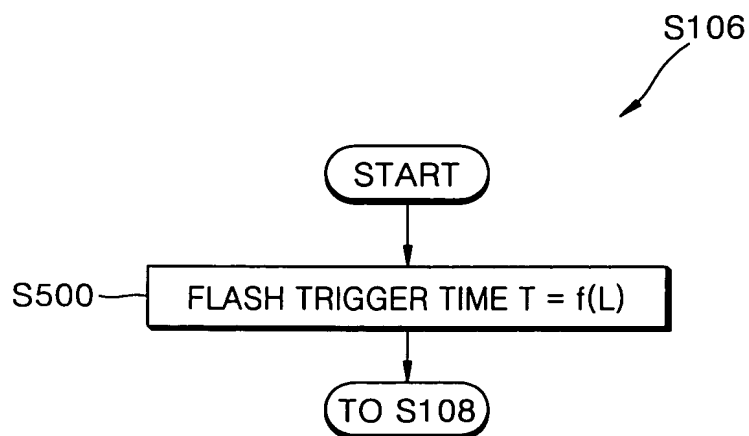 S106
START
S500
FLASH TRIGGER TIME T = f(L)
TO S108